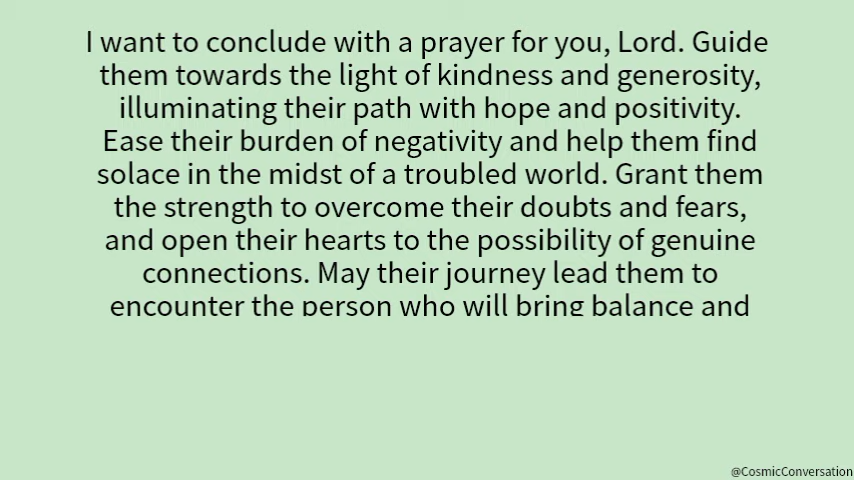 I want to conclude with a prayer for you, Lord. Guide
them towards the light of kindness and generosity,
illuminating their path with hope and positivity.
Ease their burden of negativity and help them find
solace in the midst of a troubled world. Grant them
the strength to overcome their doubts and fears,
and open their hearts to the possibility of genuine
connections. May their journey lead them to
encounter the person who will bring balance and
@CosmicConversation